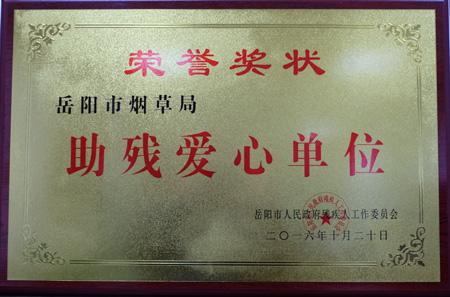 荣誉奖状
岳阳市烟草局
助残爱心单位
岳阳市人民政府残疾人工作委员会
二〇一六年十月二十日